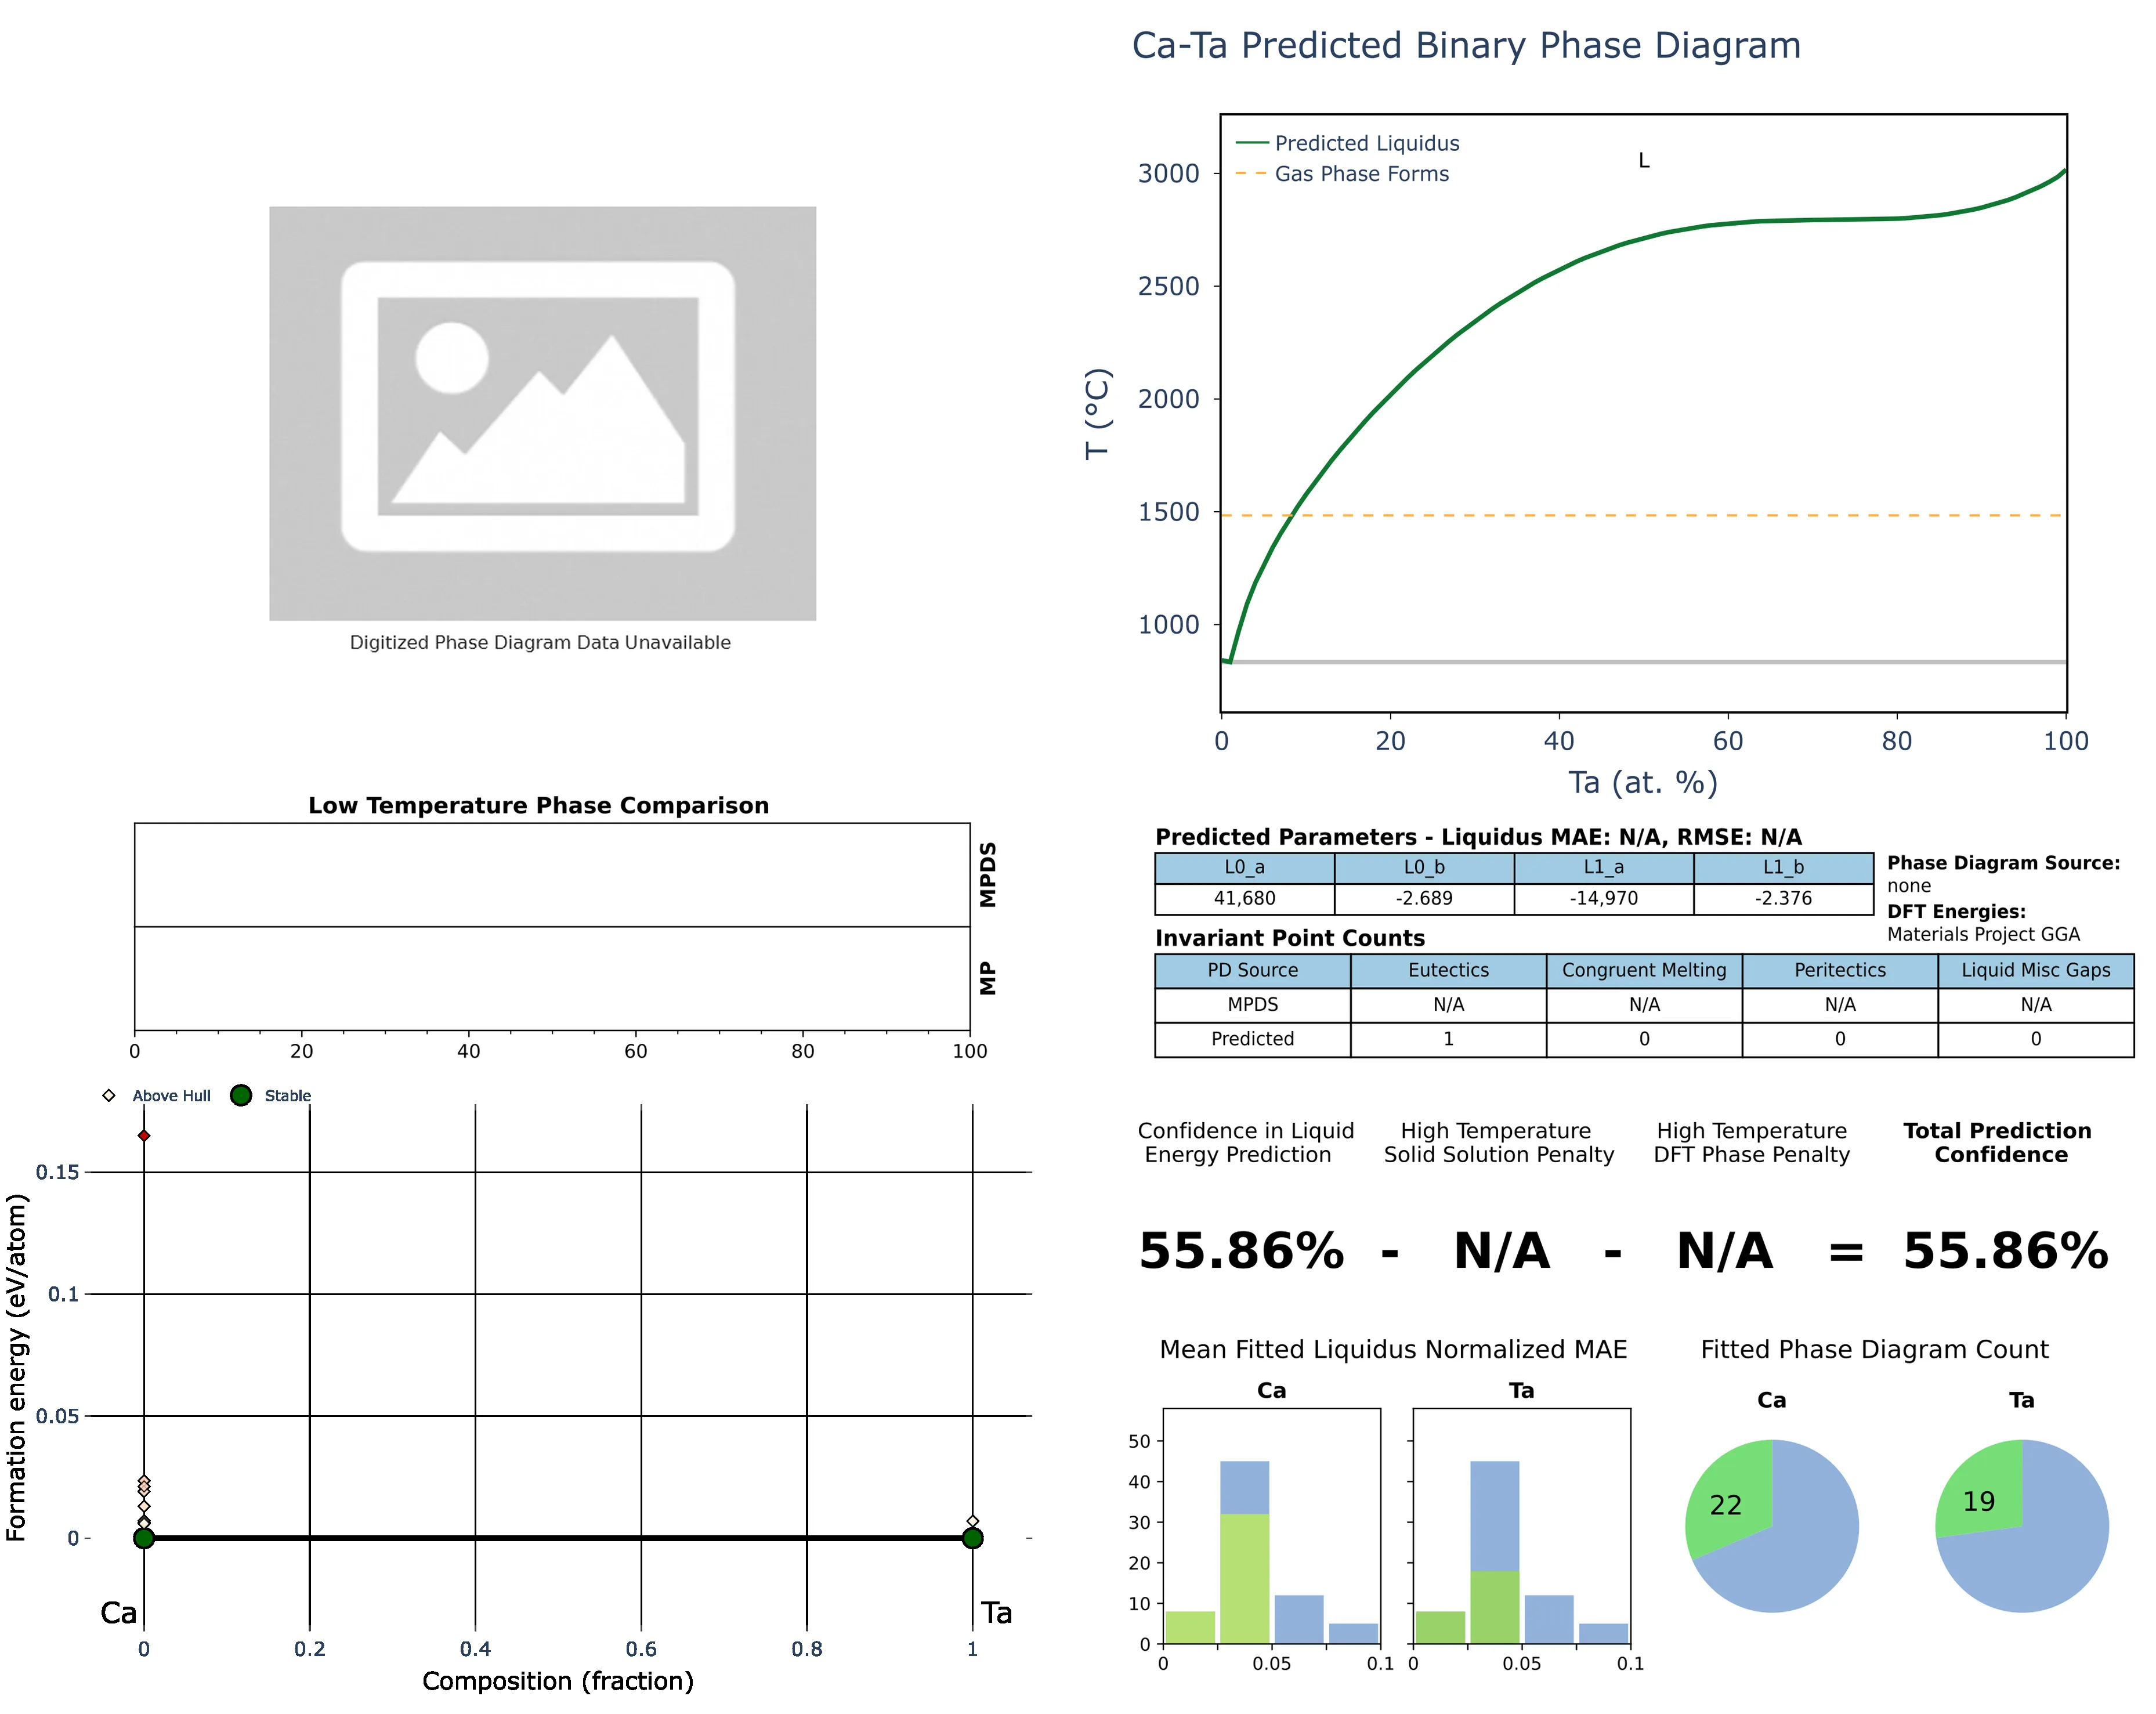 Ca-Ta Predicted Binary Phase Diagram
Predicted Liquidus
Gas Phase Forms
L
3000
2500
2000
1500
1000
T (°C)
0 20 40 60 80 100
Ta (at. %)
Digitized Phase Diagram Data Unavailable
Low Temperature Phase Comparison
MPDS
MP
0 20 40 60 80 100
Predicted Parameters - Liquidus MAE: N/A, RMSE: N/A
L0_a L0_b L1_a L1_b
41,680 -2.689 -14,970 -2.376
Phase Diagram Source:
none
DFT Energies:
Materials Project GGA
Invariant Point Counts
PD Source Eutectics Congruent Melting Peritectics Liquid Misc Gaps
MPDS N/A N/A N/A N/A
Predicted 1 0 0 0
Above Hull Stable
0.15
0.1
0.05
0
Formation energy (eV/atom)
Ca Ta
0 0.2 0.4 0.6 0.8 1
Composition (fraction)
Confidence in Liquid
Energy Prediction
High Temperature
Solid Solution Penalty
High Temperature
DFT Phase Penalty
Total Prediction
Confidence
55.86% - N/A - N/A = 55.86%
Mean Fitted Liquidus Normalized MAE
Ca Ta
50
40
30
20
10
0
0 0.05 0.1 0 0.05 0.1
Fitted Phase Diagram Count
Ca Ta
22 19